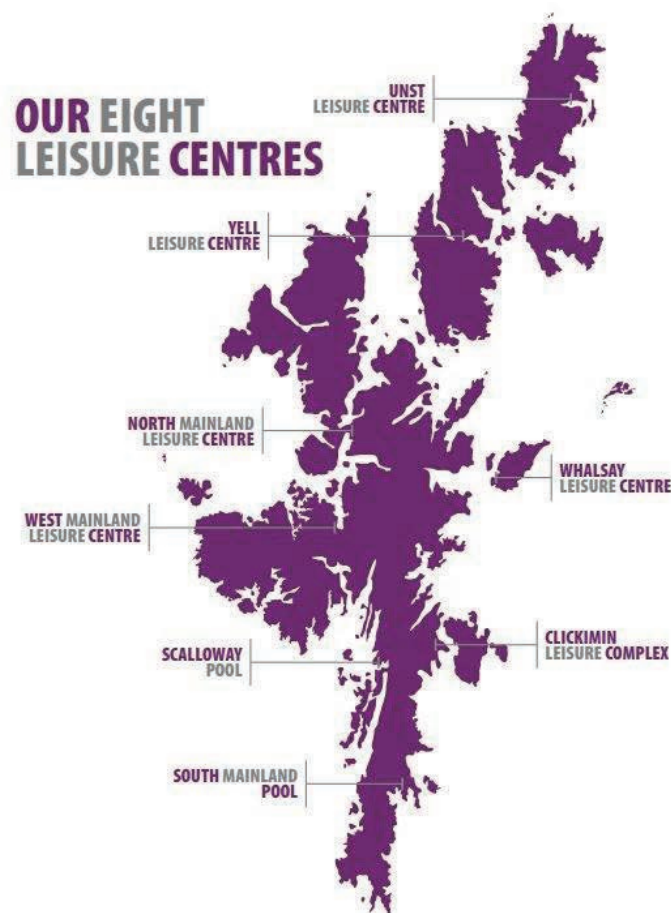 OUR EIGHT
LEISURE CENTRES
UNST
LEISURE CENTRE
YELL
LEISURE CENTRE
NORTH MAINLAND
LEISURE CENTRE
WHALSAY
LEISURE CENTRE
WEST MAINLAND
LEISURE CENTRE
SCALLOWAY
POOL
CLICKIMIN
LEISURE COMPLEX
SOUTH MAINLAND
POOL